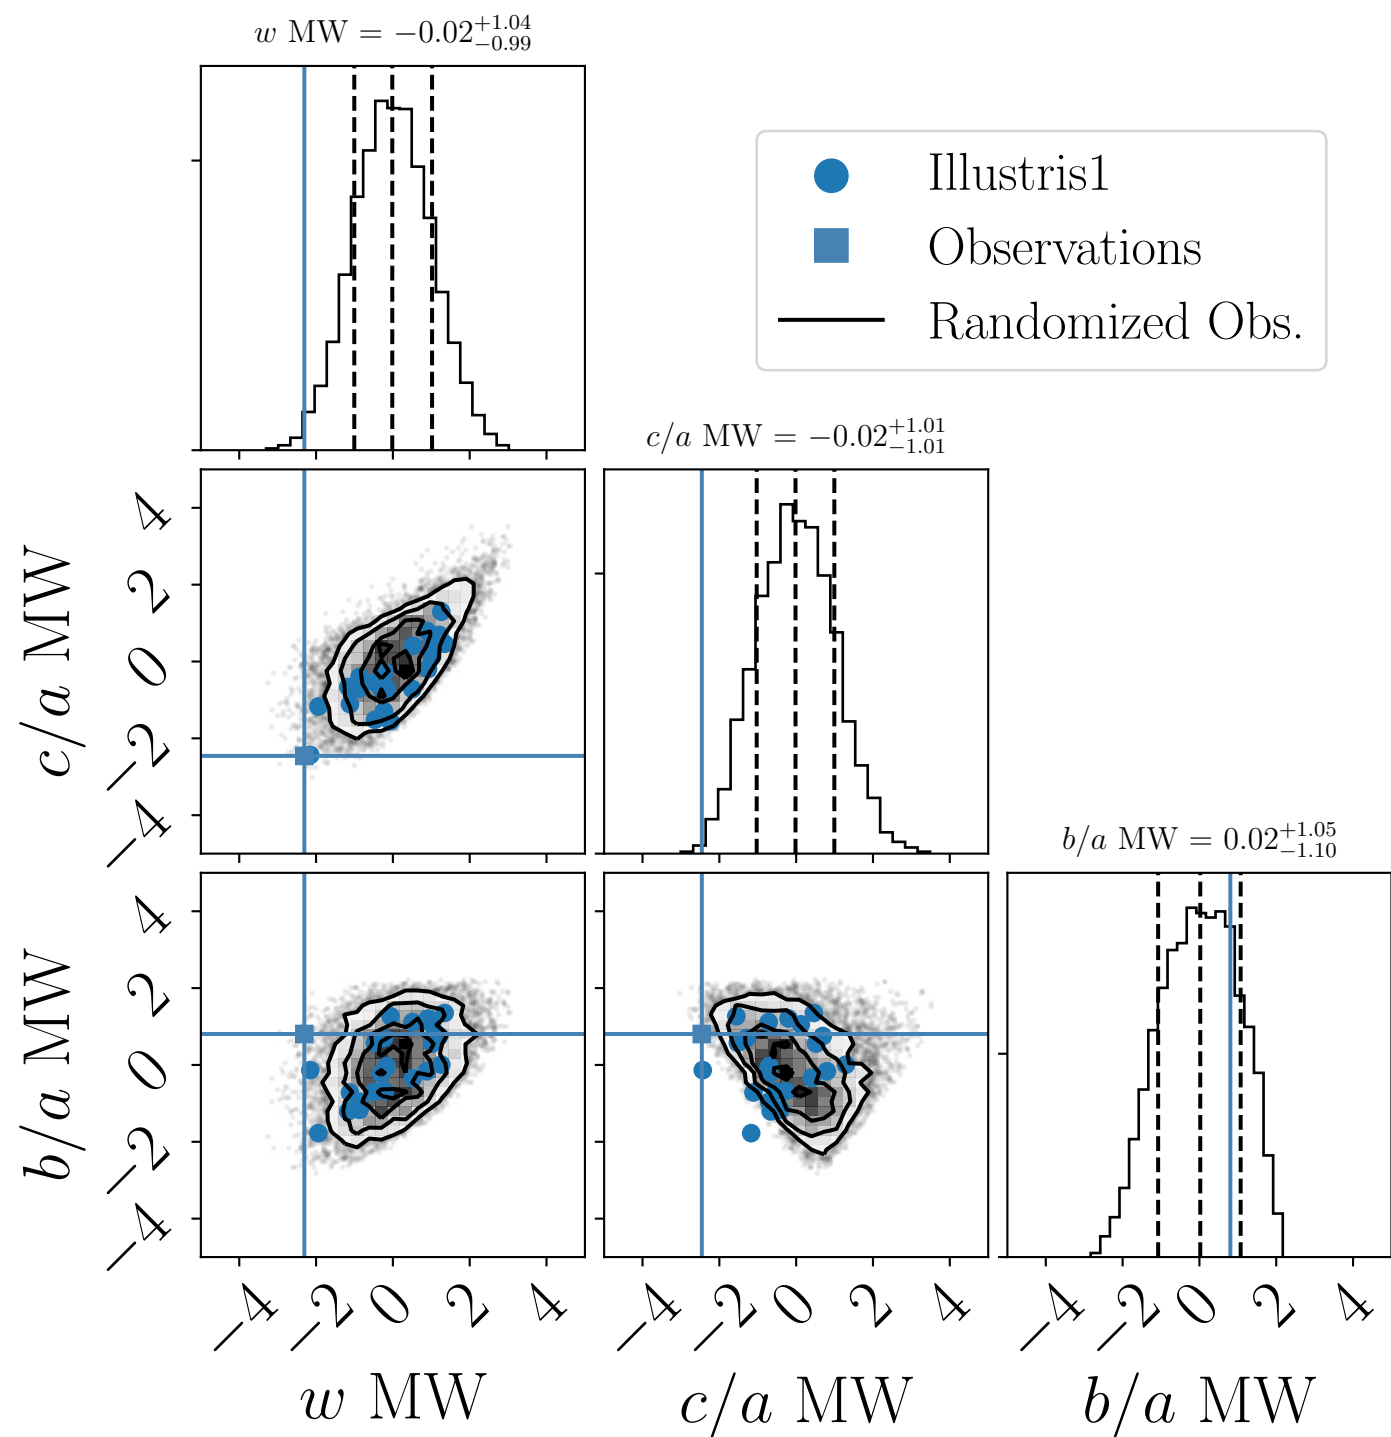 w MW = −0.02+1.04 −0.99
Illustris1
Observations
Randomized Obs.
c/a MW = −0.02+1.01 −1.01
c/a MW
4
2
0
−2
−4
b/a MW = 0.02+1.05 −1.10
b/a MW
4
2
0
−2
−4
−4 −2 0 2 4
−4 −2 0 2 4
−4 −2 0 2 4
w MW
c/a MW
b/a MW